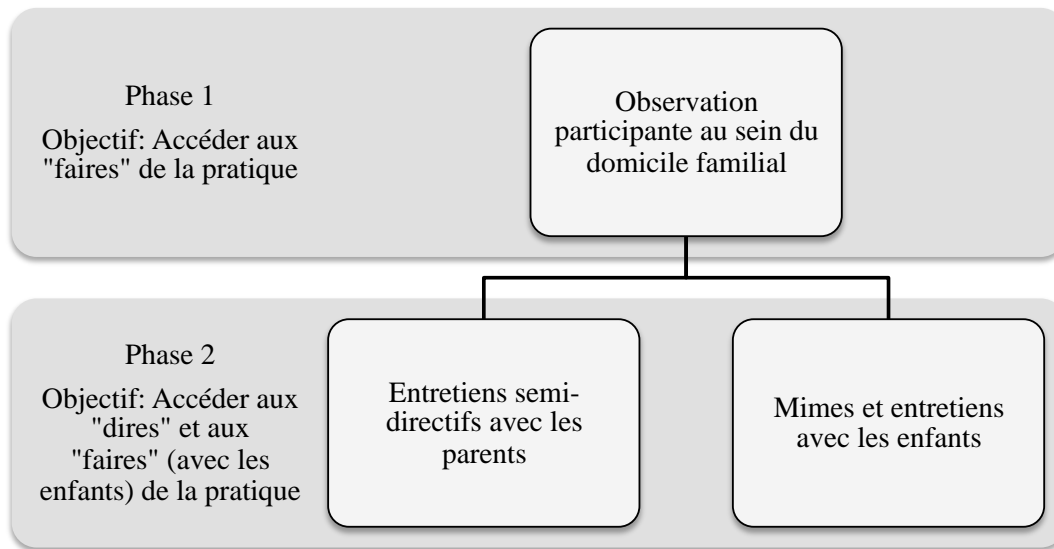 Phase 1
Objectif: Accéder aux
"faires" de la pratique
Observation
participante au sein du
domicile familial
Phase 2
Objectif: Accéder aux
"dires" et aux
"faires" (avec les
enfants) de la pratique
Entretiens semi-
directifs avec les
parents
Mimes et entretiens
avec les enfants